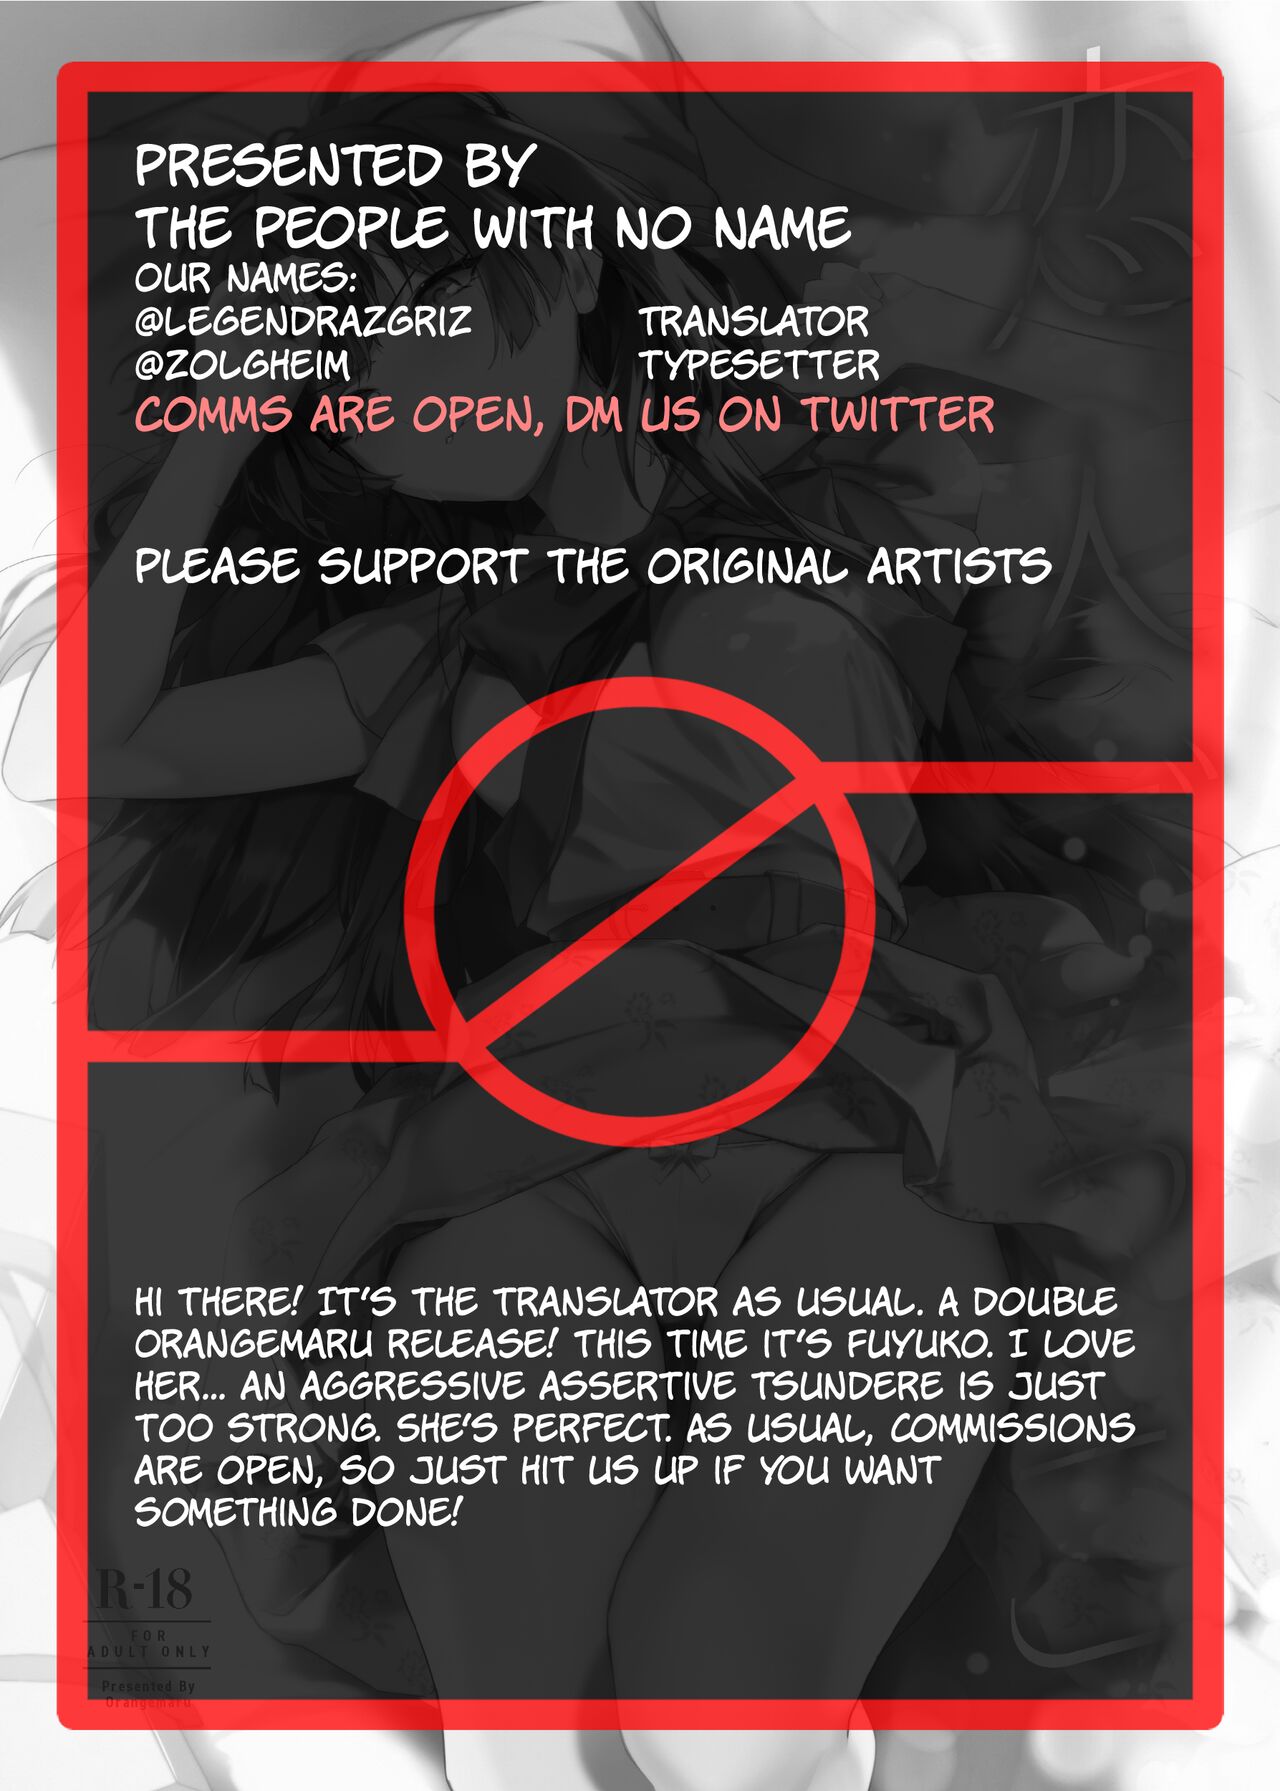 PRESENTED BY
THE PEOPLE WITH NO NAME
OUR NAMES:
@LEGENDRAZGRIZ TRANSLATOR
@ZOLGHEIM TYPESETTER
COMMS ARE OPEN, DM US ON TWITTER
PLEASE SUPPORT THE ORIGINAL ARTISTS
HI THERE! IT'S THE TRANSLATOR AS USUAL. A DOUBLE
ORANGEMARU RELEASE! THIS TIME IT'S FUYUKO. I LOVE
HER... AN AGGRESSIVE ASSERTIVE TSUNDERE IS JUST
TOO STRONG. SHE'S PERFECT. AS USUAL, COMMISSIONS
ARE OPEN, SO JUST HIT US UP IF YOU WANT
SOMETHING DONE!
R-18
FOR
ADULT ONLY
Presented By
Orangemaru